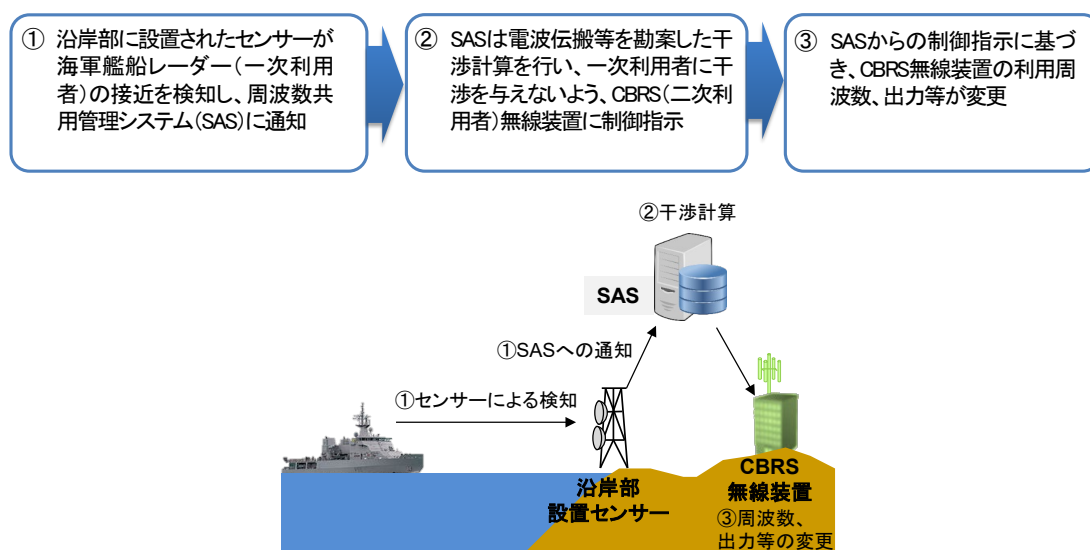 ① 沿岸部に設置されたセンサーが
海軍艦船レーダー(一次利用
者)の接近を検知し、周波数共
用管理システム(SAS)に通知
② SASは電波伝搬等を勘案した干
渉計算を行い、一次利用者に干
渉を与えないよう、CBRS(二次利
用者)無線装置に制御指示
③ SASからの制御指示に基づ
き、CBRS無線装置の利用周
波数、出力等が変更
②干渉計算
SAS
①SASへの通知
①センサーによる検知
沿岸部
設置センサー
CBRS
無線装置
③周波数、
出力等の変更